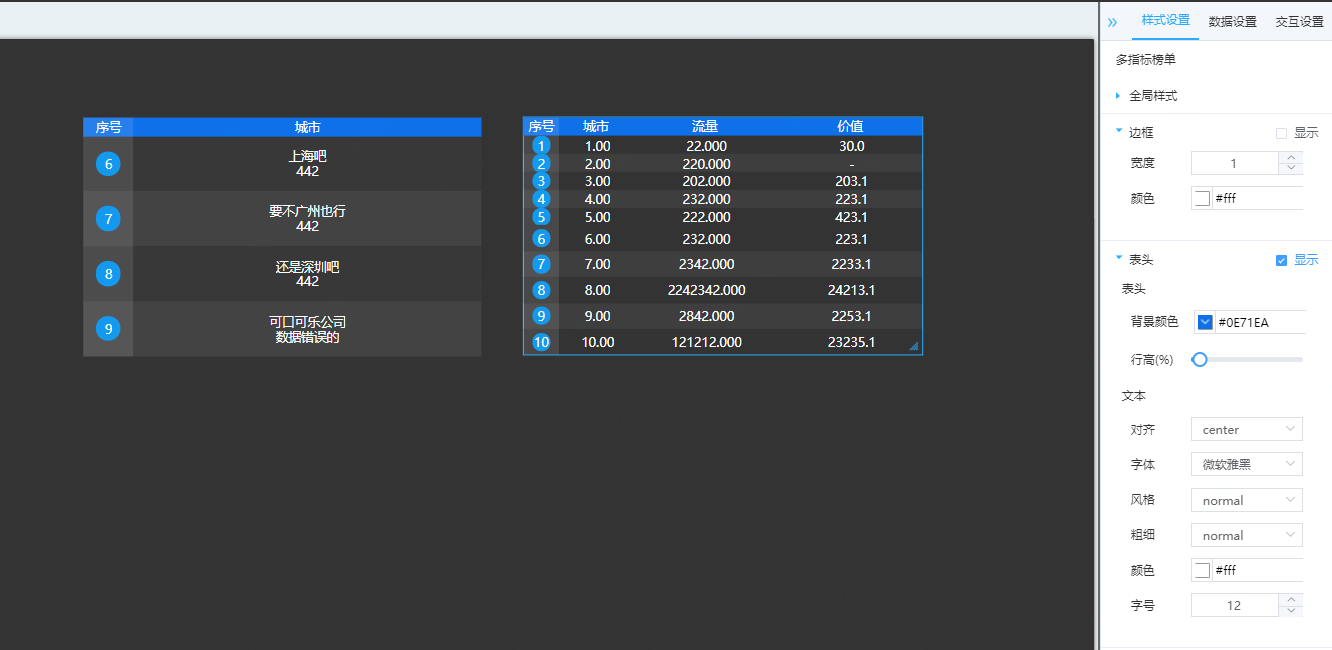 样式设置 数据设置 交互设置
序号 城市
6 上海吧
442
7 要不广州也行
442
8 还是深圳吧
442
9 可口可乐公司
数据错误的
序号 城市 流量 价值
1 1.00 22.000 30.0
2 2.00 220.000 -
3 3.00 202.000 203.1
4 4.00 232.000 223.1
5 5.00 222.000 423.1
6 6.00 232.000 223.1
7 7.00 2342.000 2233.1
8 8.00 2242342.000 24213.1
9 9.00 2842.000 2253.1
10 10.00 121212.000 23235.1
多指标榜单
全局样式
边框 显示
宽度 1
颜色 #fff
表头 显示
表头
背景颜色 #0E71EA
行高(%)
文本
对齐 center
字体 微软雅黑
风格 normal
粗细 normal
颜色 #fff
字号 12